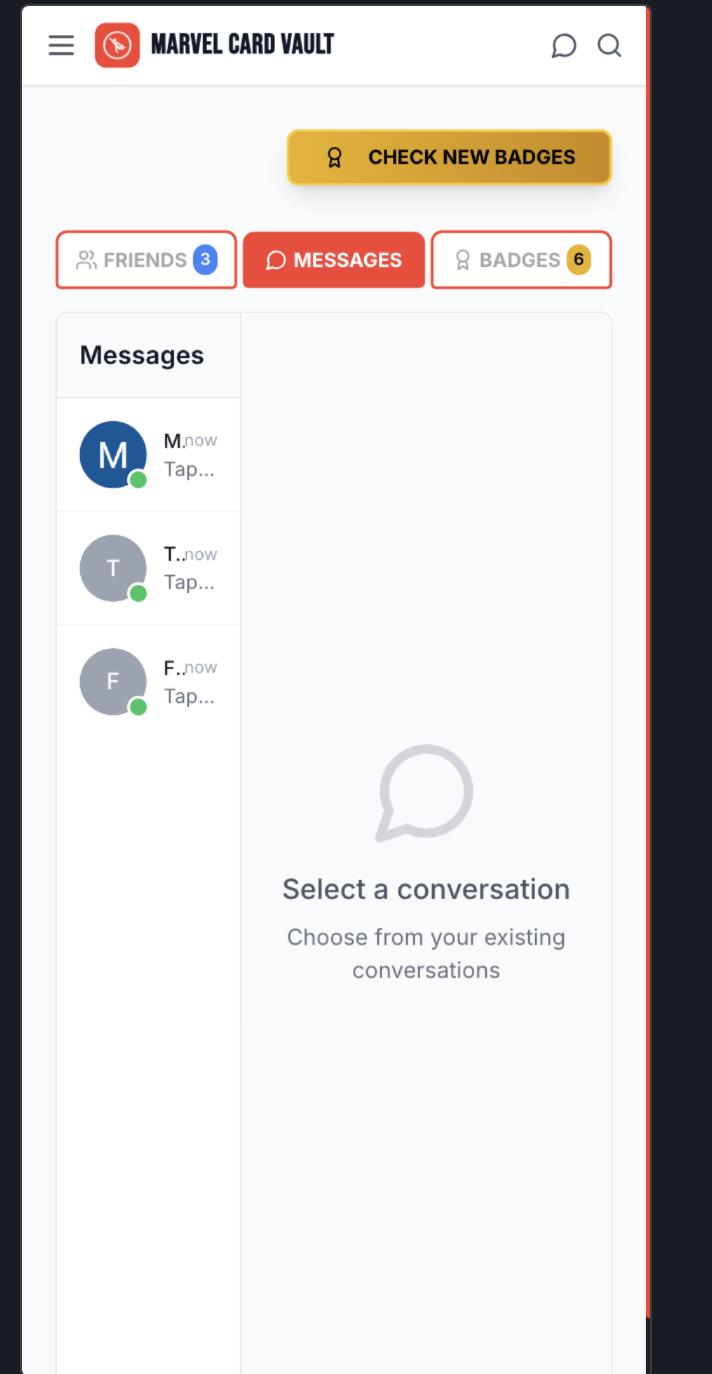 MARVEL CARD VAULT
CHECK NEW BADGES
FRIENDS 3
MESSAGES
BADGES 6
Messages
M
M. now
Tap...
T
T.. now
Tap...
F
F.. now
Tap...
Select a conversation
Choose from your existing
conversations